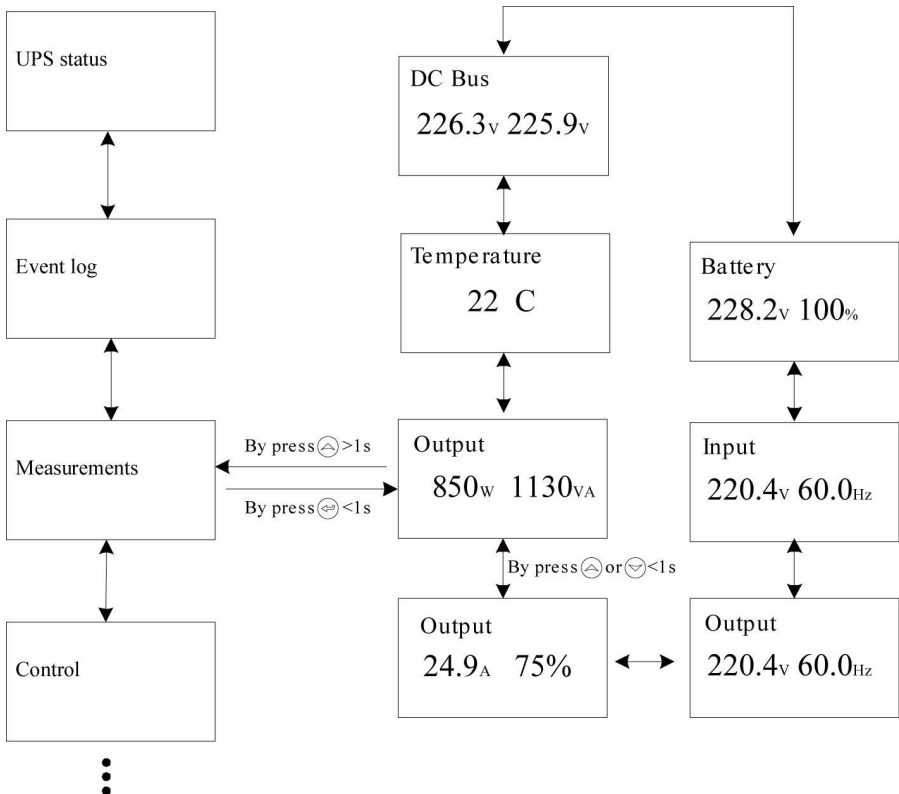 UPS status
Event log
Measurements
Control
DC Bus
226.3V 225.9V
Temperature
22 C
By press >1s
By press <1s
Output
850W 1130VA
By press or <1s
Output
24.9A 75%
Battery
228.2V 100%
Input
220.4V 60.0Hz
Output
220.4V 60.0Hz